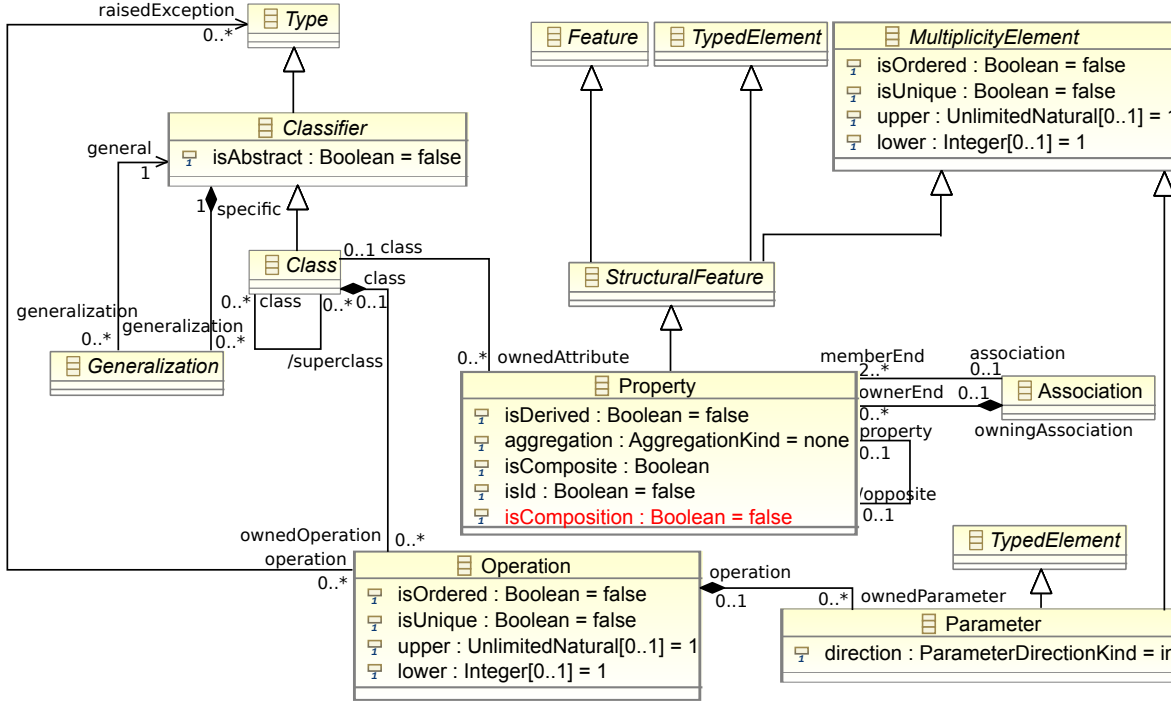 raisedException
0..*
Type
Feature
TypedElement
MultiplicityElement
isOrdered : Boolean = false
isUnique : Boolean = false
upper : UnlimitedNatural[0..1] = 1
lower : Integer[0..1] = 1
Classifier
isAbstract : Boolean = false
general
1
1
specific
Class
0..1 class
class
0..1
0..*
class
0..*
/superclass
StructuralFeature
generalization
0..*
generalization
0..*
Generalization
0..*
ownedAttribute
Property
isDerived : Boolean = false
aggregation : AggregationKind = none
isComposite : Boolean
isId : Boolean = false
isComposition : Boolean = false
memberEnd
2..*
association
0..1
ownerEnd
0..*
0..1
owningAssociation
Association
property
0..1
/opposite
0..1
ownedOperation
0..*
operation
0..*
Operation
isOrdered : Boolean = false
isUnique : Boolean = false
upper : UnlimitedNatural[0..1] = 1
lower : Integer[0..1] = 1
operation
0..1
0..*
ownedParameter
TypedElement
Parameter
direction : ParameterDirectionKind = in